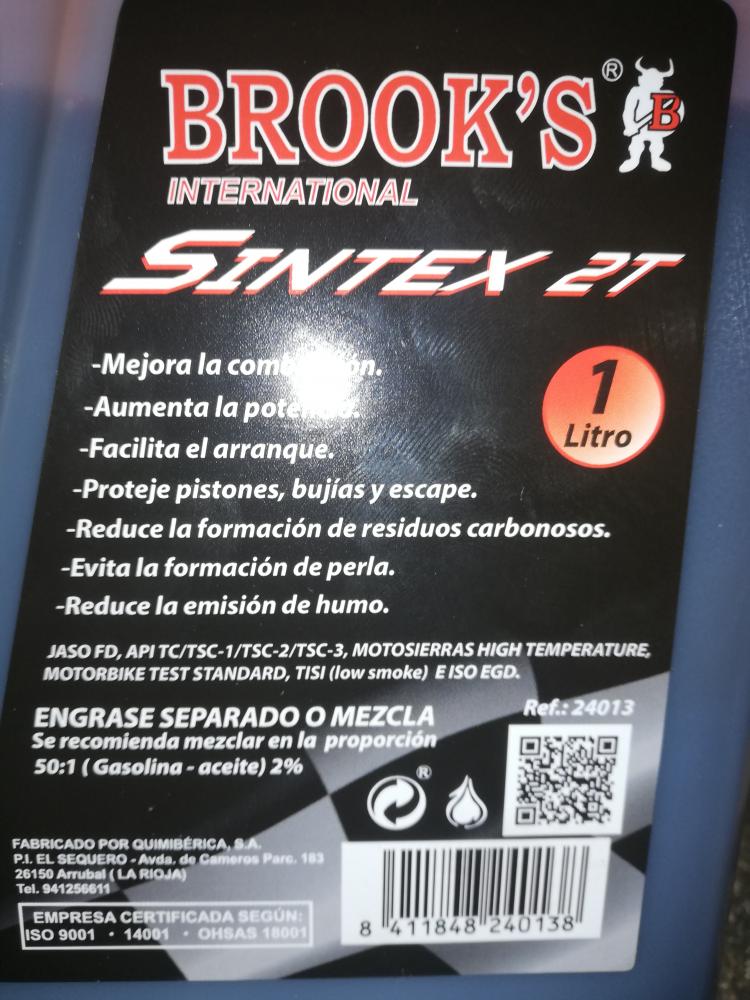 BROOK'S®
B
INTERNATIONAL
SINTEX 2T
-Mejora la
-Aumenta la
-Facilita el arranque.
-Proteje pistones, bujías y escape.
-Reduce la formación de residuos carbonosos.
-Evita la formación de perla.
-Reduce la emisión de humo.
1
Litro
JASO FD, API TC/TSC-1/TSC-2/TSC-3, MOTOSIERRAS HIGH TEMPERATURE,
MOTORBIKE TEST STANDARD, TISI (low smoke) E ISO EGD.
ENGRASE SEPARADO O MEZCLA
Se recomienda mezclar en la proporción
50:1 ( Gasolina - aceite) 2%
Ref.: 24013
®
FABRICADO POR QUIMIBÉRICA, S.A.
P.I. EL SEQUERO - Avda. de Cameros Parc. 183
26150 Arrubal ( LA RIOJA)
Tel. 941256611
EMPRESA CERTIFICADA SEGÚN:
ISO 9001 · 14001 · OHSAS 18001
8 411848 240138